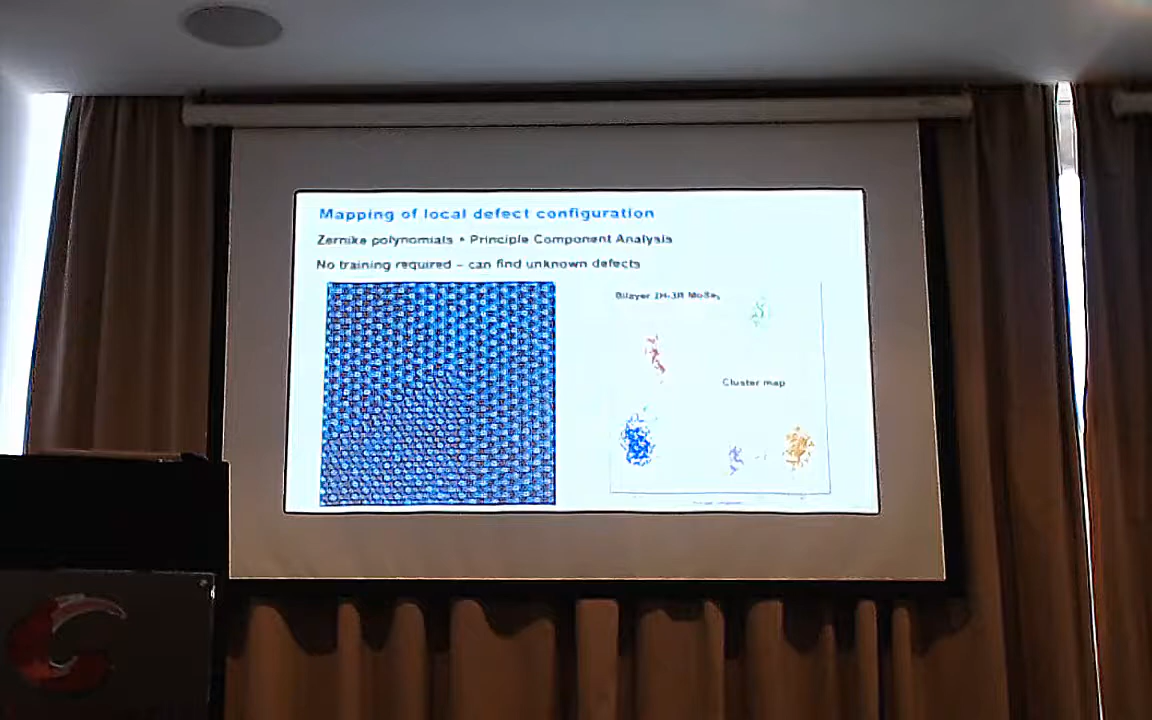 Mapping of local defect configuration
Zernike polynomials • Principle Component Analysis
No training required – can find unknown defects
Bilayer 2H-3R MoSe₂
Cluster map